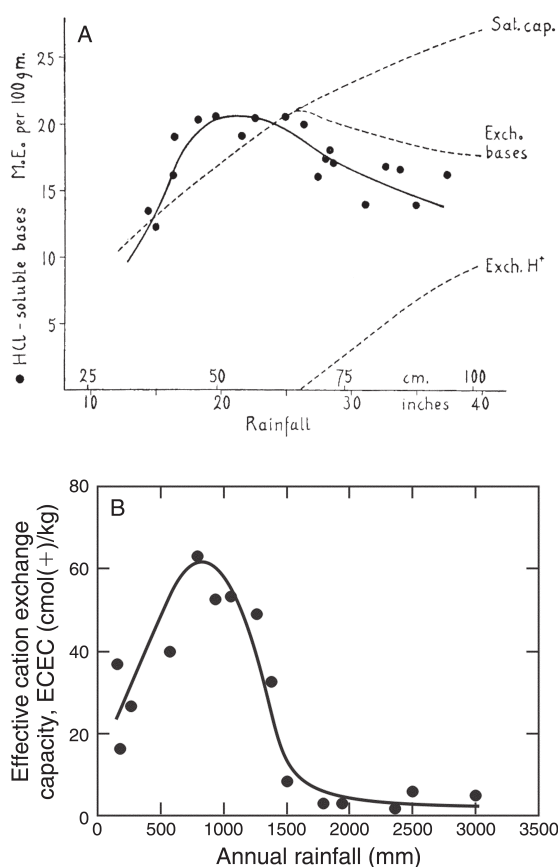 A
Sat. cap.
Exch. bases
Exch. H⁺
● HCl - soluble bases M.E. per 100gm.
25
20
15
10
5
25 50 75 cm. 100
10 20 30 inches 40
Rainfall
B
Effective cation exchange
capacity, ECEC (cmol(+)/kg)
80
60
40
20
0
0 500 1000 1500 2000 2500 3000 3500
Annual rainfall (mm)